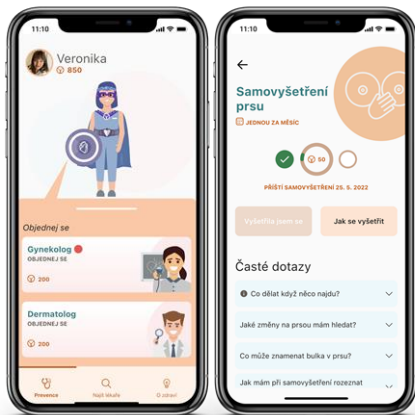 11:10
Veronika
850
Objednej se
Gynekolog
OBJEDNEJ SE
200
Dermatolog
OBJEDNEJ SE
200
Prevence
Najít lékaře
O zdraví
11:10
Samovyšetření
prsu
JEDNOU ZA MĚSÍC
50
PŘÍŠTÍ SAMOVYŠETŘENÍ 25. 5. 2022
Vyšetřila jsem se
Jak se vyšetřit
Časté dotazy
Co dělat když něco najdu?
Jaké změny na prsou mám hledat?
Co může znamenat bulka v prsu?
Jak mám při samovyšetření rozeznat